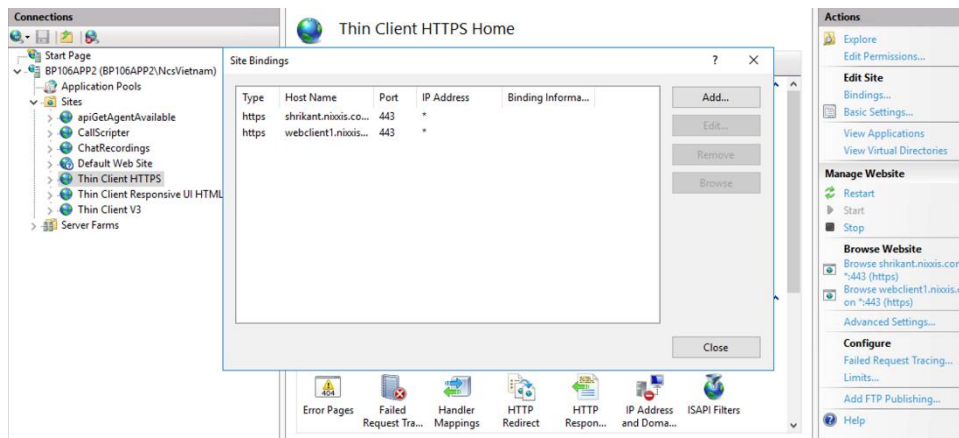 Connections
Start Page
BP106APP2 (BP106APP2\NcsVietnam)
Application Pools
Sites
apiGetAgentAvailable
CallScripter
ChatRecordings
Default Web Site
Thin Client HTTPS
Thin Client Responsive UI HTML
Thin Client V3
Server Farms
Thin Client HTTPS Home
Site Bindings
? X
Type Host Name Port IP Address Binding Informa...
https shrikant.nixxis.co... 443 *
https webclient1.nixxis... 443 *
Add...
Edit...
Remove
Browse
Close
404
Error Pages
Failed
Request Tra...
Handler
Mappings
HTTP
Redirect
HTTP
Respon...
IP Address
and Doma...
ISAPI Filters
Actions
Explore
Edit Permissions...
Edit Site
Bindings...
Basic Settings...
View Applications
View Virtual Directories
Manage Website
Restart
Start
Stop
Browse Website
Browse shrikant.nixxis.com
*:443 (https)
Browse webclient1.nixxis.
on *:443 (https)
Advanced Settings...
Configure
Failed Request Tracing...
Limits...
Add FTP Publishing...
Help